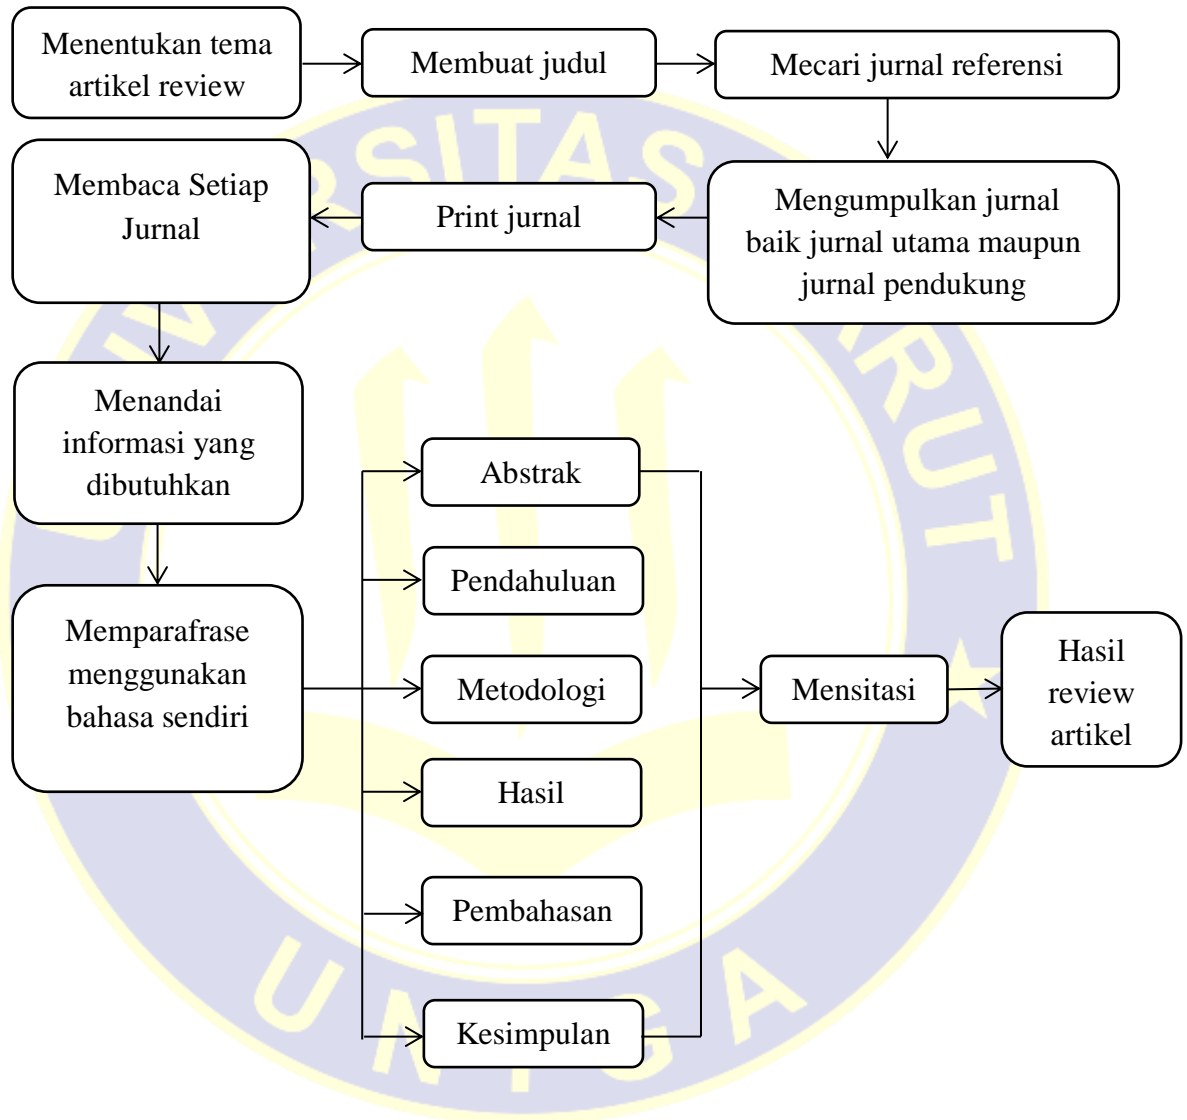 Menentukan tema
artikel review
Membuat judul
Mecari jurnal referensi
Mengumpulkan jurnal
baik jurnal utama maupun
jurnal pendukung
Print jurnal
Membaca Setiap
Jurnal
Menandai
informasi yang
dibutuhkan
Memparafrase
menggunakan
bahasa sendiri
Abstrak
Pendahuluan
Metodologi
Hasil
Pembahasan
Kesimpulan
Mensitasi
Hasil
review
artikel
UNIGA